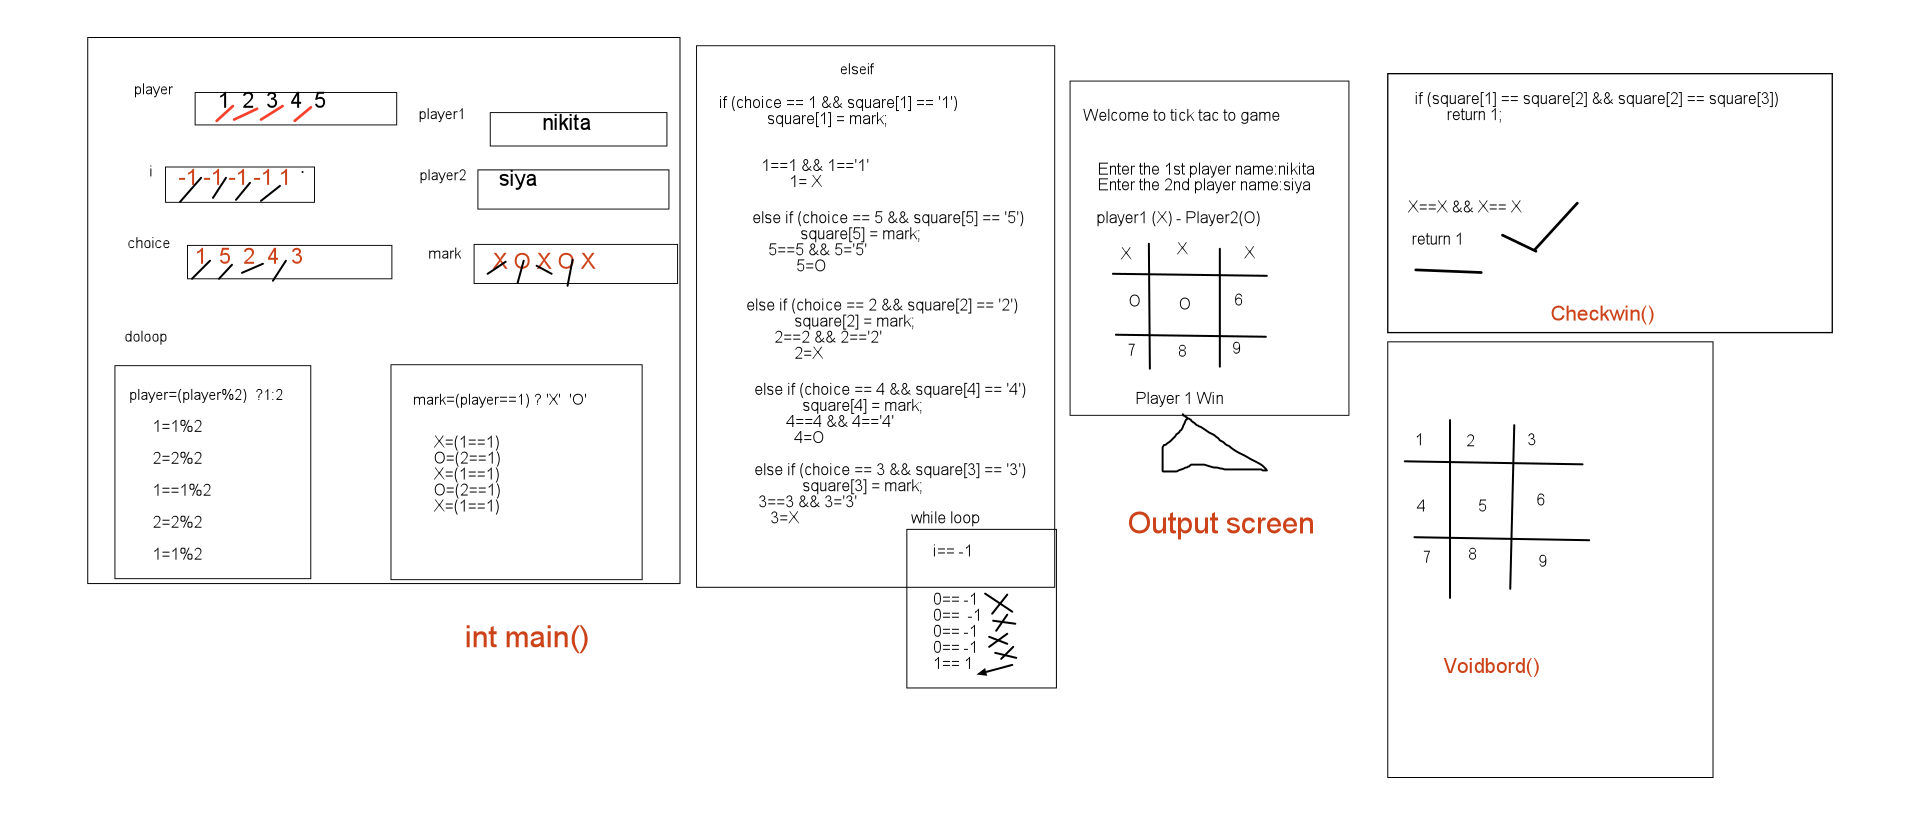 player
1 2 3 4 5
player1
nikita
i
-1 -1 -1 -1 1
player2
siya
choice
1 5 2 4 3
mark
X O X O X
doloop
player=(player%2) ?1:2
1=1%2
2=2%2
1==1%2
2=2%2
1=1%2
mark=(player==1) ? 'X' 'O'
X=(1==1)
O=(2==1)
X=(1==1)
O=(2==1)
X=(1==1)
int main()
elseif
if (choice == 1 && square[1] == '1')
square[1] = mark;
1==1 && 1=='1'
1= X
else if (choice == 5 && square[5] == '5')
square[5] = mark;
5==5 && 5='5'
5=O
else if (choice == 2 && square[2] == '2')
square[2] = mark;
2==2 && 2=='2'
2=X
else if (choice == 4 && square[4] == '4')
square[4] = mark;
4==4 && 4=='4'
4=O
else if (choice == 3 && square[3] == '3')
square[3] = mark;
3==3 && 3='3'
3=X
while loop
i== -1
0== -1
0== -1
0== -1
0== -1
1== 1
Welcome to tick tac to game
Enter the 1st player name:nikita
Enter the 2nd player name:siya
player1 (X) - Player2(O)
X X X
O O 6
7 8 9
Player 1 Win
Output screen
if (square[1] == square[2] && square[2] == square[3])
return 1;
X==X && X== X
return 1
Checkwin()
1 2 3
4 5 6
7 8 9
Voidbord()